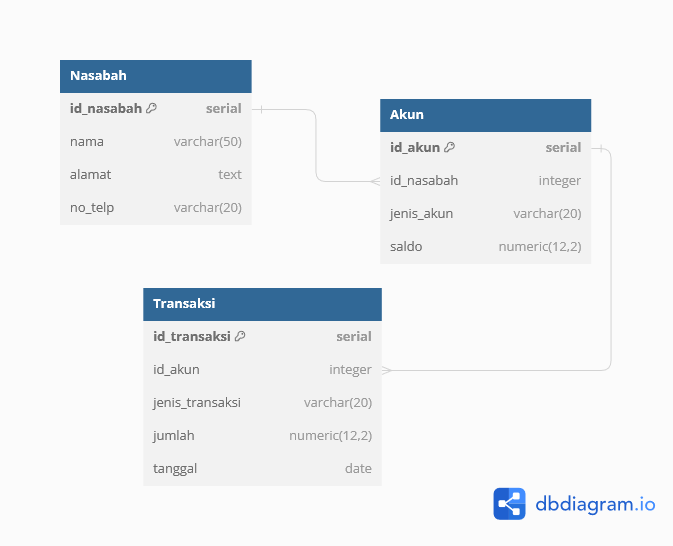 Nasabah
id_nasabah serial
nama varchar(50)
alamat text
no_telp varchar(20)
Akun
id_akun serial
id_nasabah integer
jenis_akun varchar(20)
saldo numeric(12,2)
Transaksi
id_transaksi serial
id_akun integer
jenis_transaksi varchar(20)
jumlah numeric(12,2)
tanggal date
dbdiagram.io